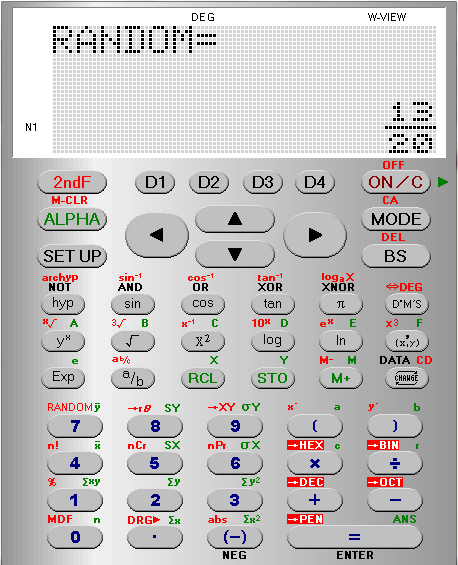 DEG W-VIEW
RANDOM=
13
N1
20
OFF
2ndF D1 D2 D3 D4 ON/C
M-CLR CA
ALPHA ▲ MODE
◀ ▶ DEL
SET UP ▼ BS
archyp sin⁻¹ cos⁻¹ tan⁻¹ logₐX ⇔DEG
NOT AND OR XOR XNOR
hyp sin cos tan π D°M'S
ˣ√ A ³√ B x⁻¹ C 10ˣ D eˣ E x³ F
yˣ √ X² log ln (x,y)
e ab/c X Y M- M DATA CD
Exp a/b RCL STO M+ CHANGE
RANDOM ȳ →rθ SY →XY σY x' a y' b
7 8 9 ( )
n! x̄ nCr SX nPr σX →HEX c →BIN r
4 5 6 × ÷
% Σxy Σy Σy² →DEC →OCT
1 2 3 + −
MDF n DRG▶ Σx abs Σx² →PEN ANS
0 · (−) =
NEG ENTER